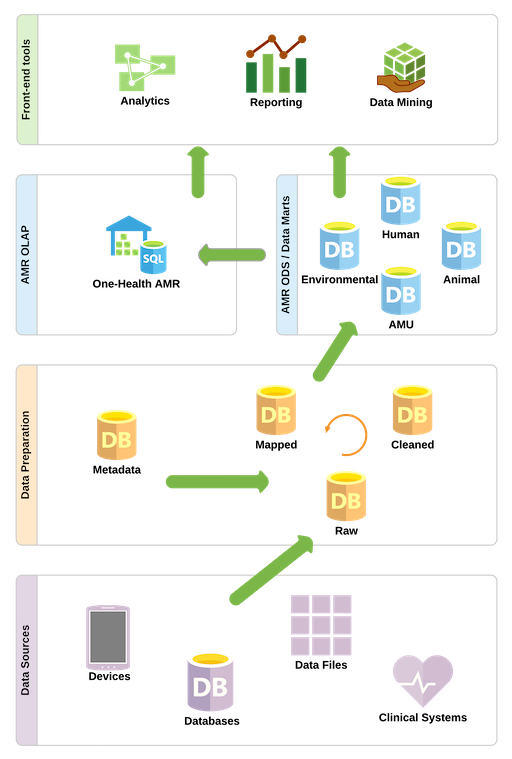 Front-end tools
Analytics
Reporting
Data Mining
AMR OLAP
SQL
One-Health AMR
AMR ODS / Data Marts
DB
Human
DB
Environmental
DB
Animal
DB
AMU
Data Preparation
DB
Metadata
DB
Mapped
DB
Cleaned
DB
Raw
Data Sources
Devices
DB
Databases
Data Files
Clinical Systems